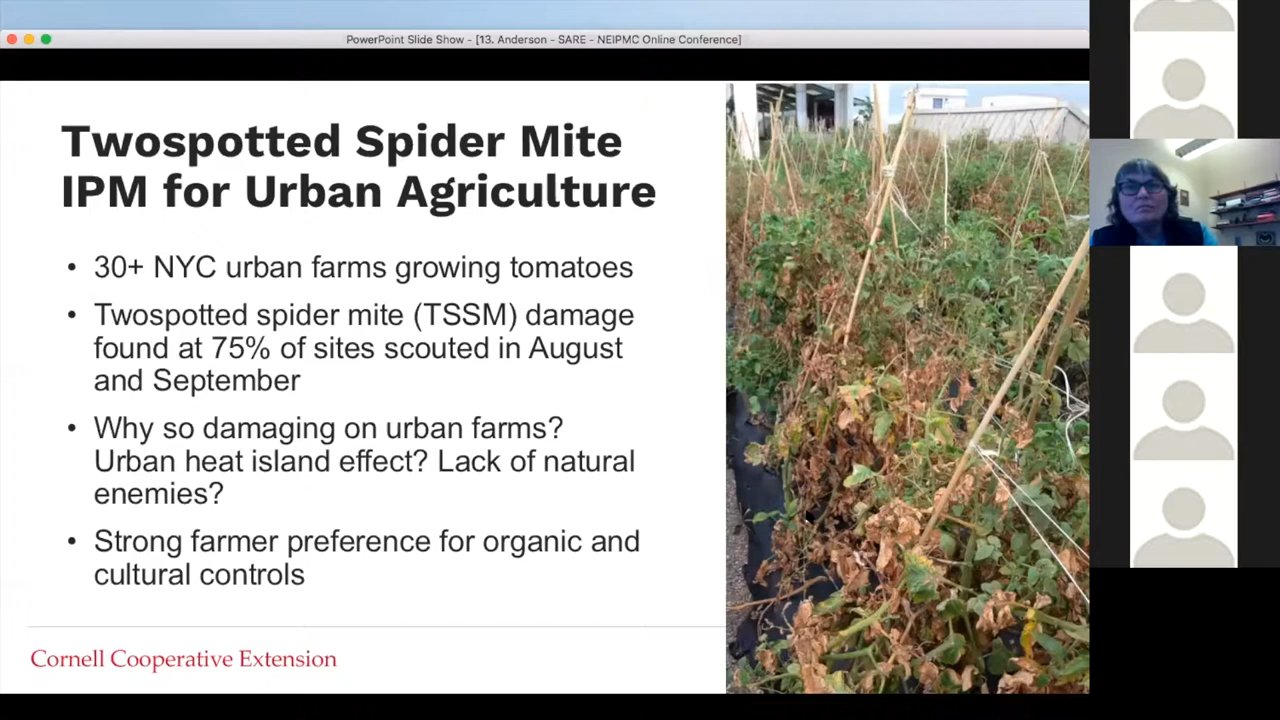 PowerPoint Slide Show - [13. Anderson - SARE - NEIPMC Online Conference]
Twospotted Spider Mite
IPM for Urban Agriculture
• 30+ NYC urban farms growing tomatoes
• Twospotted spider mite (TSSM) damage
found at 75% of sites scouted in August
and September
• Why so damaging on urban farms?
Urban heat island effect? Lack of natural
enemies?
• Strong farmer preference for organic and
cultural controls
Cornell Cooperative Extension